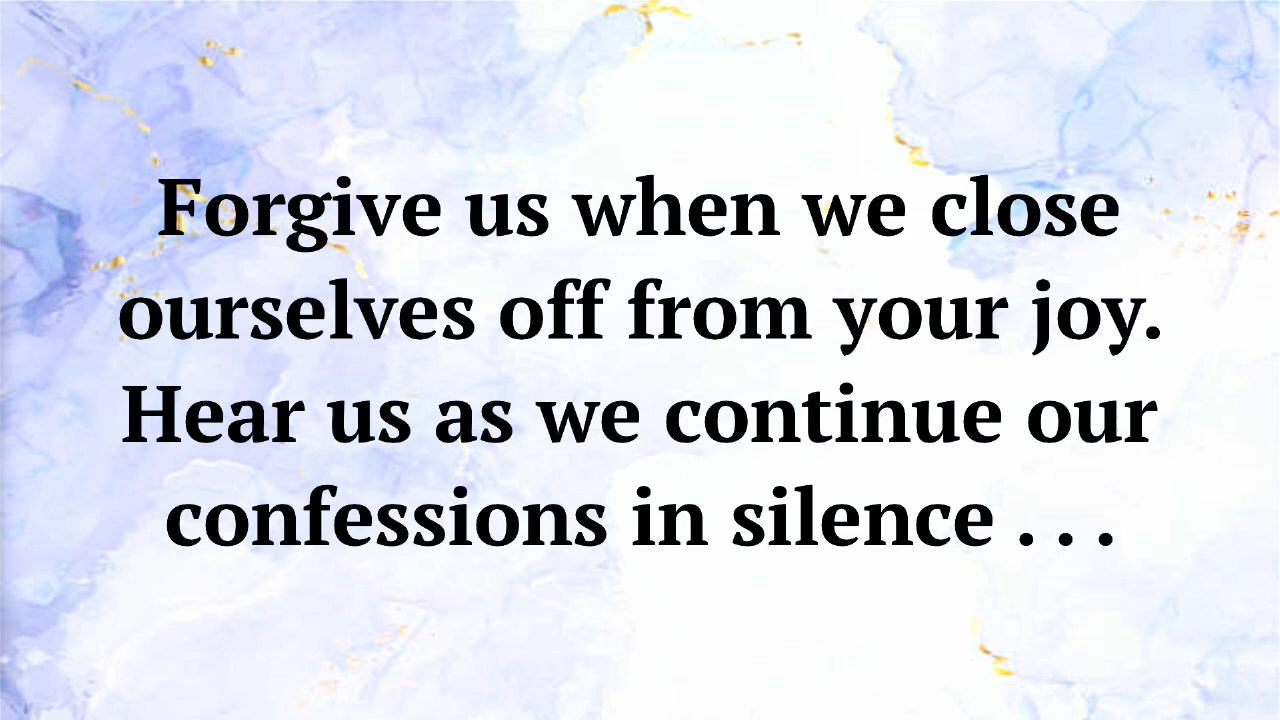 Forgive us when we close
ourselves off from your joy.
Hear us as we continue our
confessions in silence . . .